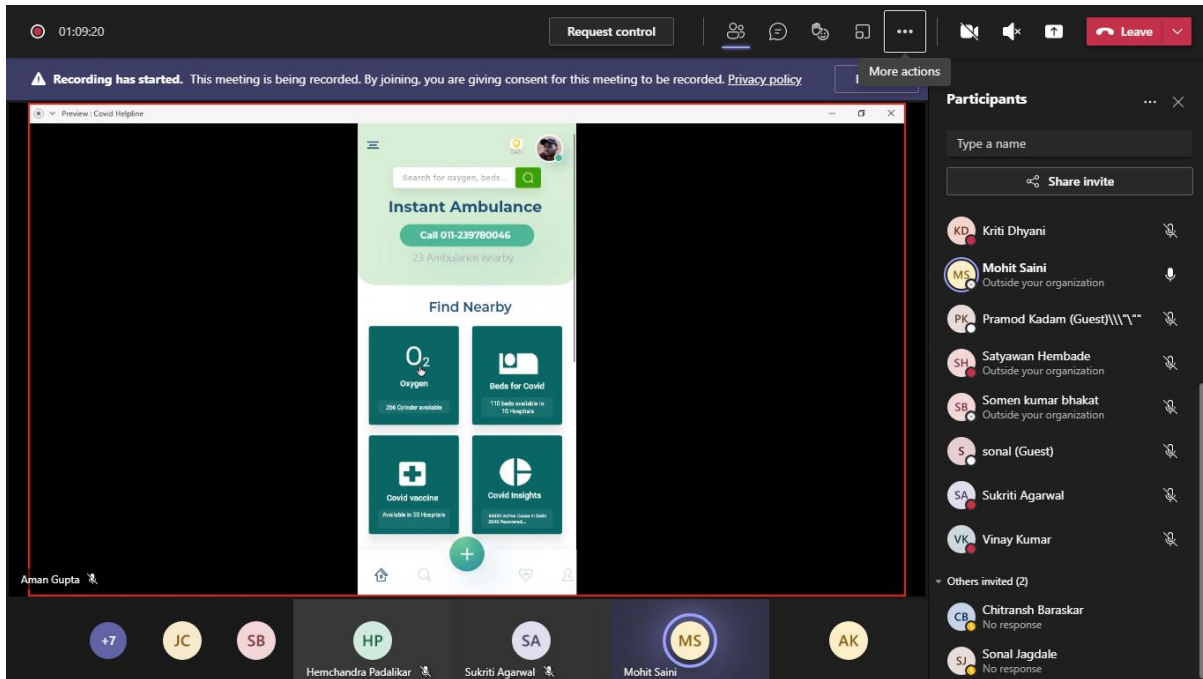 01:09:20
Request control
Leave
More actions
Recording has started. This meeting is being recorded. By joining, you are giving consent for this meeting to be recorded. Privacy policy
Preview : Covid Helpline
Search for oxygen, beds...
Instant Ambulance
Call 011-239780046
23 Ambulance nearby
Find Nearby
O2
Oxygen
266 Cylinder available
Beds for Covid
110 beds available in
10 Hospitals
Covid vaccine
Available in 55 Hospitals
Covid Insights
Active Cases in Delhi
Recovered...
Aman Gupta
+7
JC
SB
HP
Hemchandra Padalikar
SA
Sukriti Agarwal
MS
Mohit Saini
AK
Participants
Type a name
Share invite
KD
Kriti Dhyani
MS
Mohit Saini
Outside your organization
PK
Pramod Kadam (Guest)\\\"\""
SH
Satyawan Hembade
Outside your organization
SB
Somen kumar bhakat
Outside your organization
S
sonal (Guest)
SA
Sukriti Agarwal
VK
Vinay Kumar
Others invited (2)
CB
Chitransh Baraskar
No response
SJ
Sonal Jagdale
No response